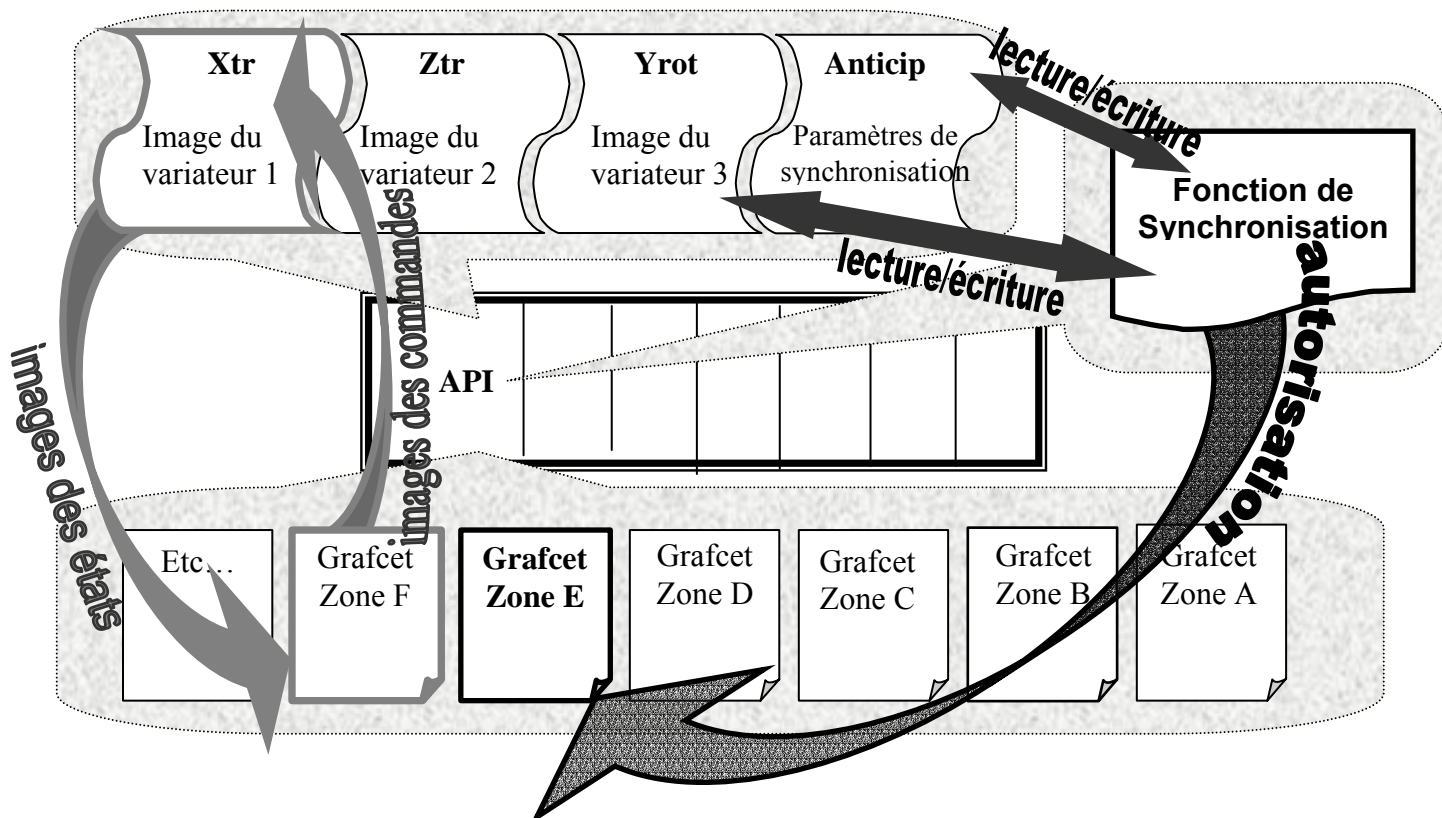 Xtr
Image du
variateur 1
Ztr
Image du
variateur 2
Yrot
Image du
variateur 3
Anticip
Paramètres de
synchronisation
lecture/écriture
lecture/écriture
Fonction de
Synchronisation
autorisation
images des états
images des commandes
API
Etc…
Grafcet
Zone F
Grafcet
Zone E
Grafcet
Zone D
Grafcet
Zone C
Grafcet
Zone B
Grafcet
Zone A